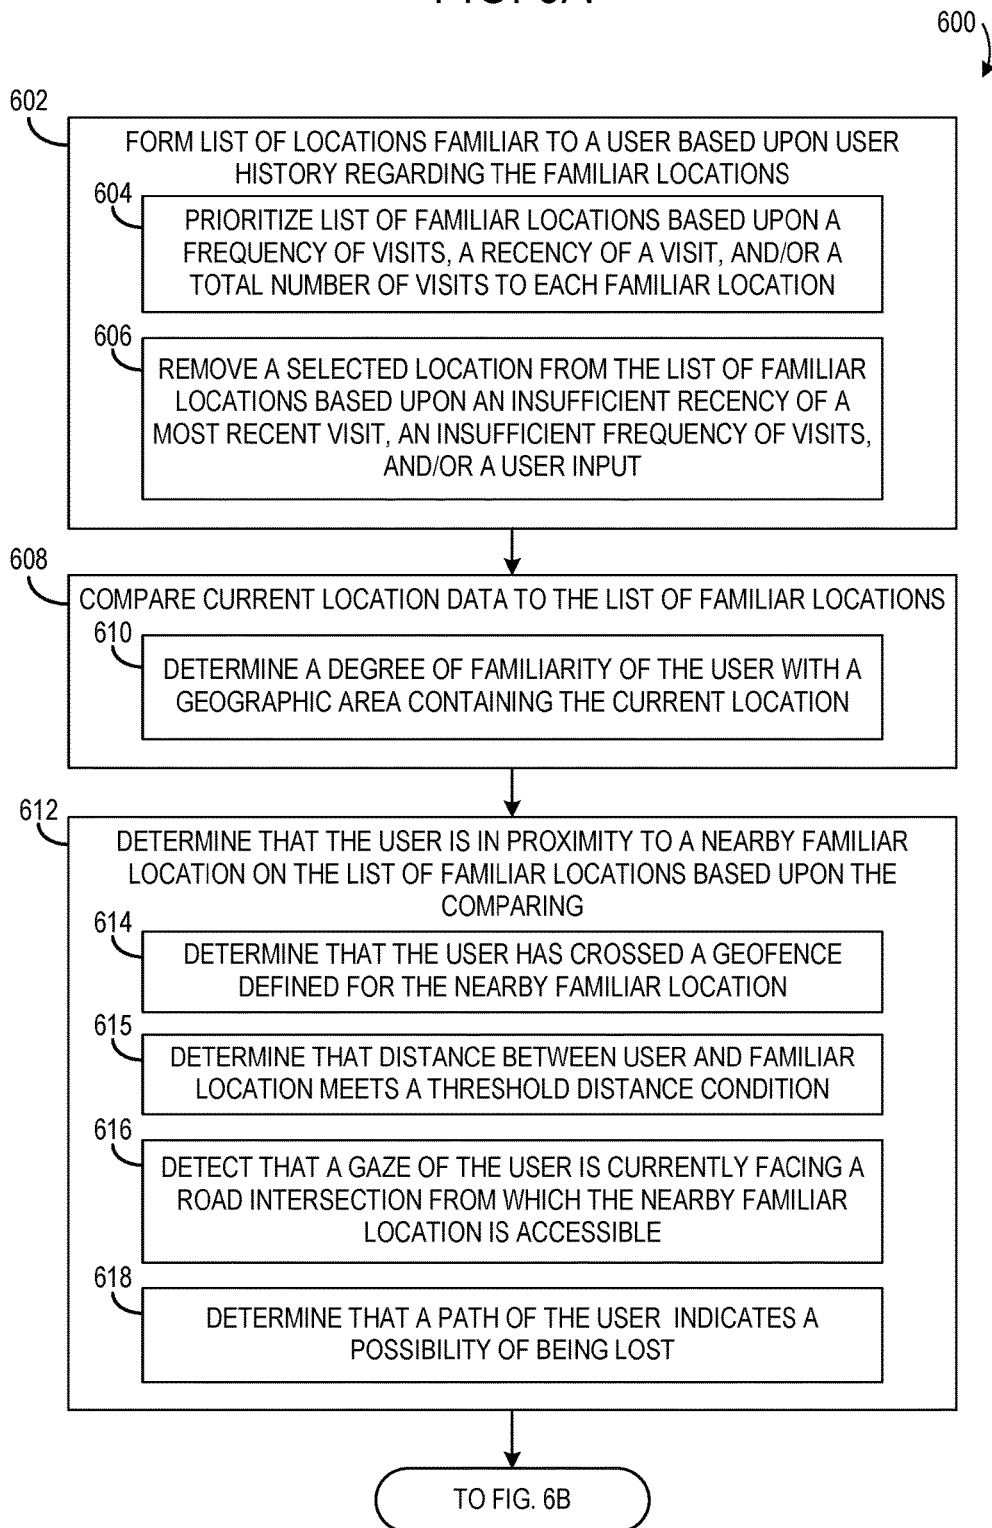 FIG. 6A
600
602
FORM LIST OF LOCATIONS FAMILIAR TO A USER BASED UPON USER
HISTORY REGARDING THE FAMILIAR LOCATIONS
604
PRIORITIZE LIST OF FAMILIAR LOCATIONS BASED UPON A
FREQUENCY OF VISITS, A RECENCY OF A VISIT, AND/OR A
TOTAL NUMBER OF VISITS TO EACH FAMILIAR LOCATION
606
REMOVE A SELECTED LOCATION FROM THE LIST OF FAMILIAR
LOCATIONS BASED UPON AN INSUFFICIENT RECENCY OF A
MOST RECENT VISIT, AN INSUFFICIENT FREQUENCY OF VISITS,
AND/OR A USER INPUT
608
COMPARE CURRENT LOCATION DATA TO THE LIST OF FAMILIAR LOCATIONS
610
DETERMINE A DEGREE OF FAMILIARITY OF THE USER WITH A
GEOGRAPHIC AREA CONTAINING THE CURRENT LOCATION
612
DETERMINE THAT THE USER IS IN PROXIMITY TO A NEARBY FAMILIAR
LOCATION ON THE LIST OF FAMILIAR LOCATIONS BASED UPON THE
COMPARING
614
DETERMINE THAT THE USER HAS CROSSED A GEOFENCE
DEFINED FOR THE NEARBY FAMILIAR LOCATION
615
DETERMINE THAT DISTANCE BETWEEN USER AND FAMILIAR
LOCATION MEETS A THRESHOLD DISTANCE CONDITION
616
DETECT THAT A GAZE OF THE USER IS CURRENTLY FACING A
ROAD INTERSECTION FROM WHICH THE NEARBY FAMILIAR
LOCATION IS ACCESSIBLE
618
DETERMINE THAT A PATH OF THE USER INDICATES A
POSSIBILITY OF BEING LOST
TO FIG. 6B